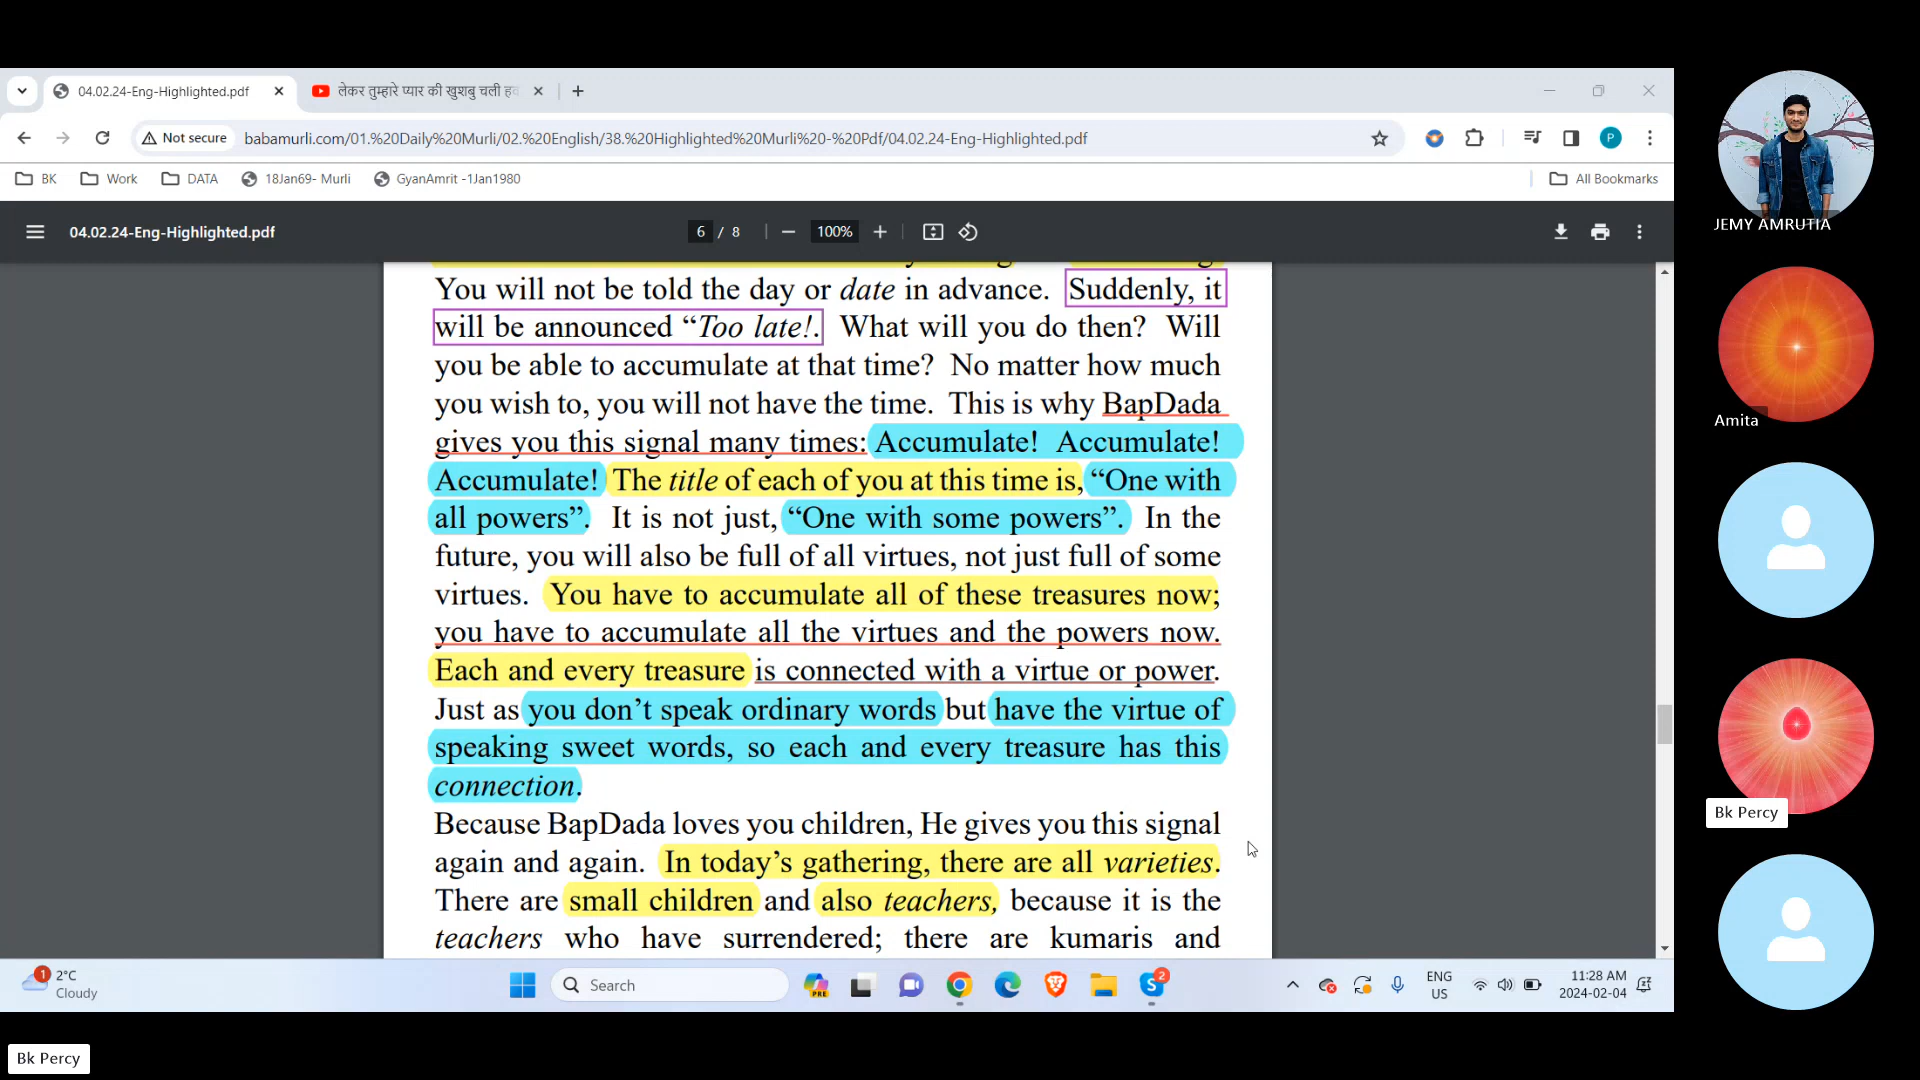 04.02.24-Eng-Highlighted.pdf
लेकर तुम्हारे प्यार की खुशबु चली
Not secure
babamurli.com/01.%20Daily%20Murli/02.%20English/38.%20Highlighted%20Murli%20-%20Pdf/04.02.24-Eng-Highlighted.pdf
P
BK
Work
DATA
18Jan69- Murli
GyanAmrit -1Jan1980
All Bookmarks
04.02.24-Eng-Highlighted.pdf
6 / 8
100%
You will not be told the day or date in advance. Suddenly, it
will be announced “Too late!. What will you do then? Will
you be able to accumulate at that time? No matter how much
you wish to, you will not have the time. This is why BapDada
gives you this signal many times: Accumulate! Accumulate!
Accumulate! The title of each of you at this time is, “One with
all powers”. It is not just, “One with some powers”. In the
future, you will also be full of all virtues, not just full of some
virtues. You have to accumulate all of these treasures now;
you have to accumulate all the virtues and the powers now.
Each and every treasure is connected with a virtue or power.
Just as you don’t speak ordinary words but have the virtue of
speaking sweet words, so each and every treasure has this
connection.
Because BapDada loves you children, He gives you this signal
again and again. In today’s gathering, there are all varieties.
There are small children and also teachers, because it is the
teachers who have surrendered; there are kumaris and
1
2°C
Cloudy
Search
PRE
S
2
ENG
US
11:28 AM
2024-02-04
JEMY AMRUTIA
Amita
Bk Percy
Bk Percy